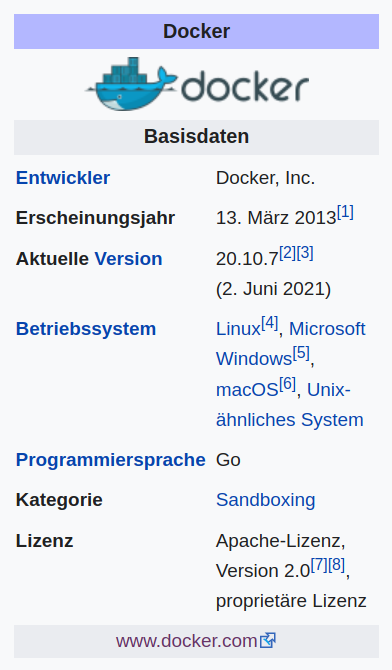 Docker
docker
Basisdaten
Entwickler Docker, Inc.
Erscheinungsjahr 13. März 2013[1]
Aktuelle Version 20.10.7[2][3]
(2. Juni 2021)
Betriebssystem Linux[4], Microsoft
Windows[5],
macOS[6], Unix-
ähnliches System
Programmiersprache Go
Kategorie Sandboxing
Lizenz Apache-Lizenz,
Version 2.0[7][8],
proprietäre Lizenz
www.docker.com